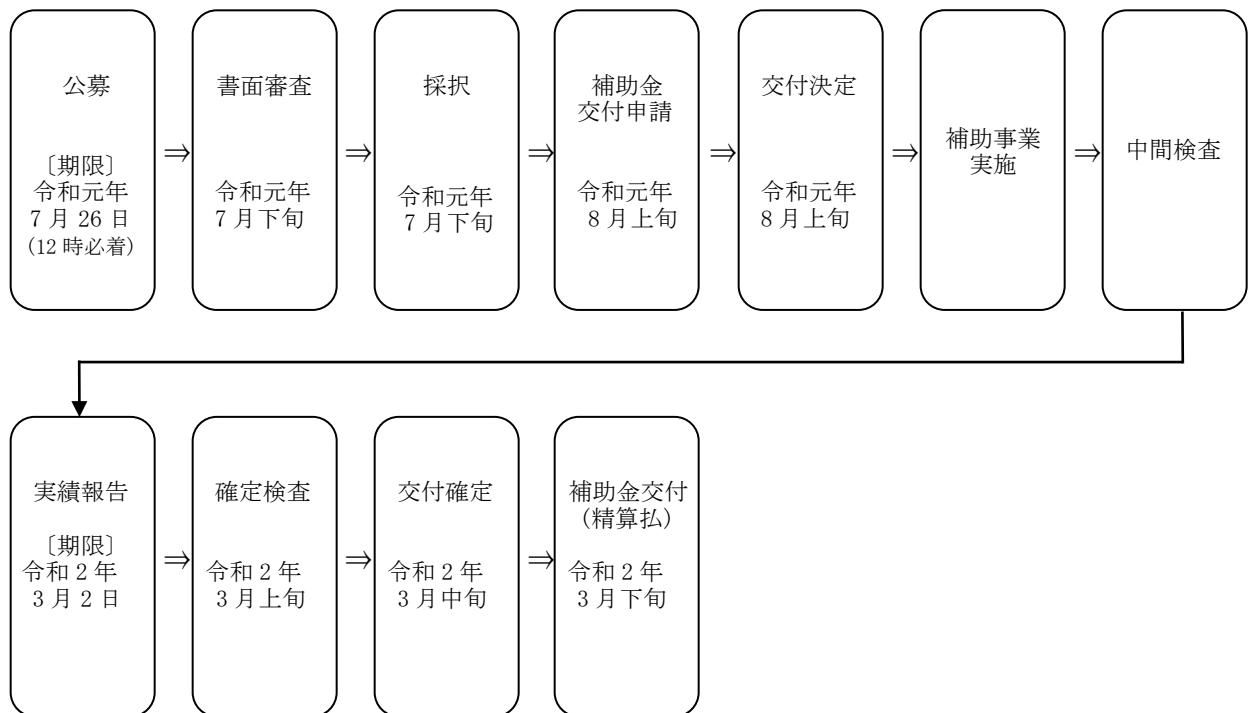 公募
〔期限〕
令和元年
7月26日
(12時必着)
⇒
書面審査
令和元年
7月下旬
⇒
採択
令和元年
7月下旬
⇒
補助金
交付申請
令和元年
8月上旬
⇒
交付決定
令和元年
8月上旬
⇒
補助事業
実施
⇒
中間検査
実績報告
〔期限〕
令和2年
3月2日
⇒
確定検査
令和2年
3月上旬
⇒
交付確定
令和2年
3月中旬
⇒
補助金交付
(精算払)
令和2年
3月下旬